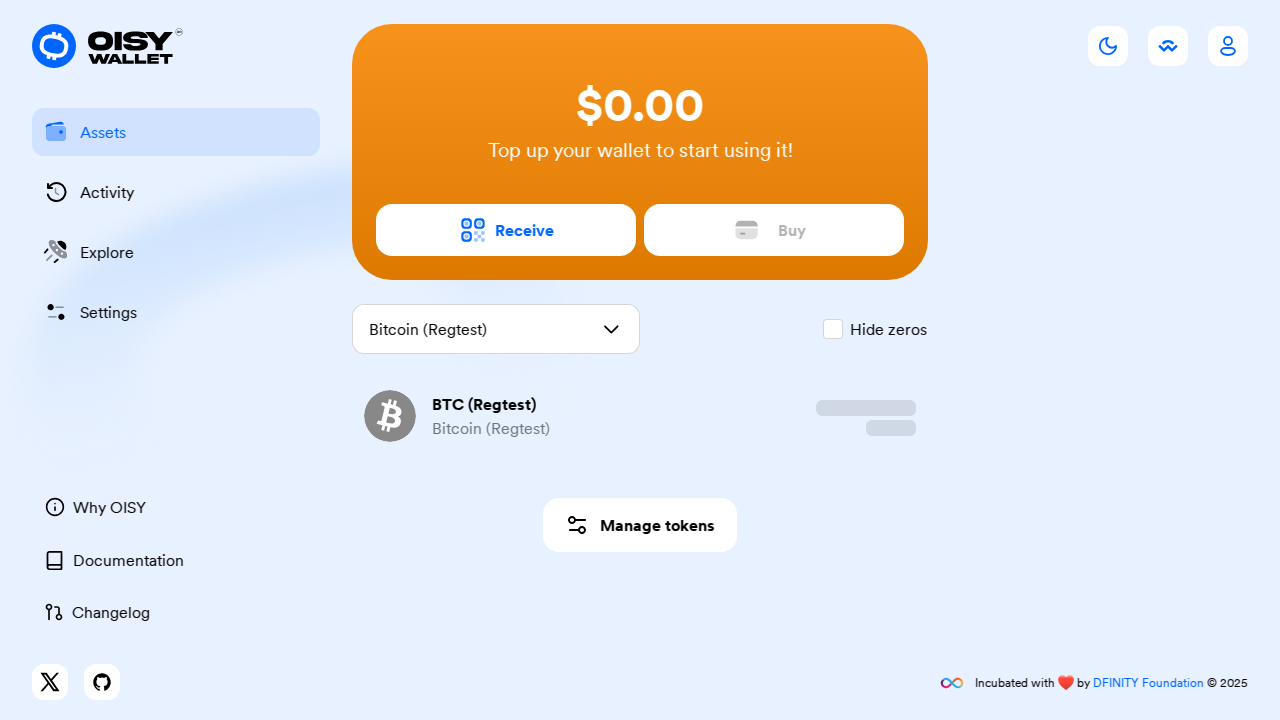 OISY
WALLET
Assets
Activity
Explore
Settings
Why OISY
Documentation
Changelog
$0.00
Top up your wallet to start using it!
Receive
Buy
Bitcoin (Regtest)
Hide zeros
BTC (Regtest)
Bitcoin (Regtest)
Manage tokens
Incubated with ❤️ by DFINITY Foundation © 2025